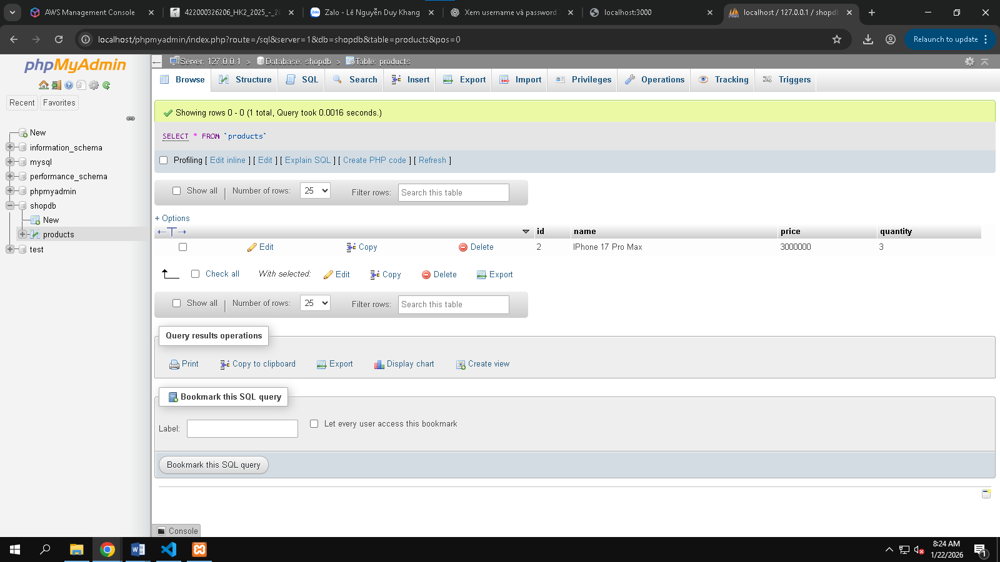 AWS Management Console
422000326206_HK2_2025_-_20
Zalo - Lê Nguyễn Duy Khang
Xem username và password
localhost:3000
localhost / 127.0.0.1 / shopdb
localhost/phpmyadmin/index.php?route=/sql&server=1&db=shopdb&table=products&pos=0
Relaunch to update
phpMyAdmin
Recent
Favorites
New
information_schema
mysql
performance_schema
phpmyadmin
shopdb
New
products
test
Server: 127.0.0.1 » Database: shopdb » Table: products
Browse
Structure
SQL
Search
Insert
Export
Import
Privileges
Operations
Tracking
Triggers
Showing rows 0 - 0 (1 total, Query took 0.0016 seconds.)
SELECT * FROM `products`
Profiling [ Edit inline ] [ Edit ] [ Explain SQL ] [ Create PHP code ] [ Refresh ]
Show all | Number of rows: 25 Filter rows: Search this table
+ Options
←T→ id name price quantity
Edit Copy Delete 2 IPhone 17 Pro Max 3000000 3
Check all With selected: Edit Copy Delete Export
Show all | Number of rows: 25 Filter rows: Search this table
Query results operations
Print Copy to clipboard Export Display chart Create view
Bookmark this SQL query
Label: Let every user access this bookmark
Bookmark this SQL query
Console
8:24 AM
1/22/2026
1